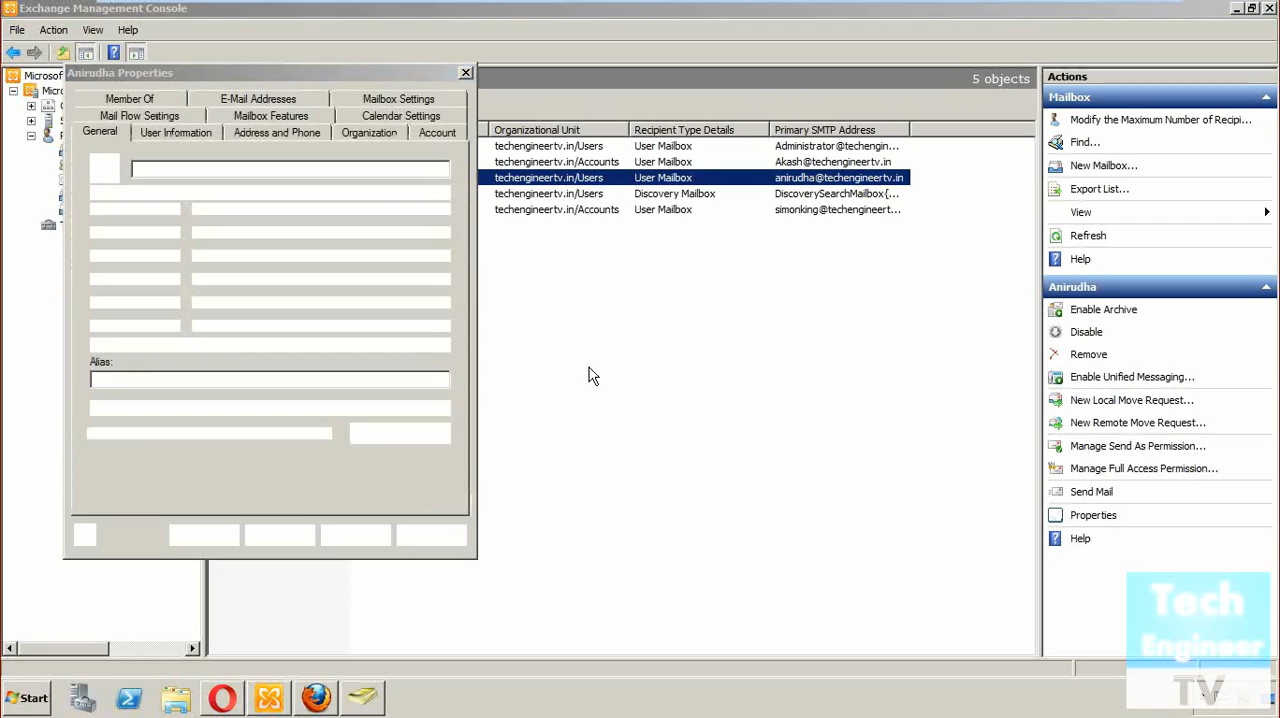 Exchange Management Console
File Action View Help
Anirudha Properties
Member Of E-Mail Addresses Mailbox Settings
Mail Flow Settings Mailbox Features Calendar Settings
General User Information Address and Phone Organization Account
Alias:
Microsof
Micro
5 objects
Organizational Unit Recipient Type Details Primary SMTP Address
techengineertv.in/Users User Mailbox Administrator@techengin...
techengineertv.in/Accounts User Mailbox Akash@techengineertv.in
techengineertv.in/Users User Mailbox anirudha@techengineertv.in
techengineertv.in/Users Discovery Mailbox DiscoverySearchMailbox{...
techengineertv.in/Accounts User Mailbox simonking@techengineert...
Actions
Mailbox
Modify the Maximum Number of Recipi...
Find...
New Mailbox...
Export List...
View
Refresh
Help
Anirudha
Enable Archive
Disable
Remove
Enable Unified Messaging...
New Local Move Request...
New Remote Move Request...
Manage Send As Permission...
Manage Full Access Permission...
Send Mail
Properties
Help
Tech
Engineer
TV
Start